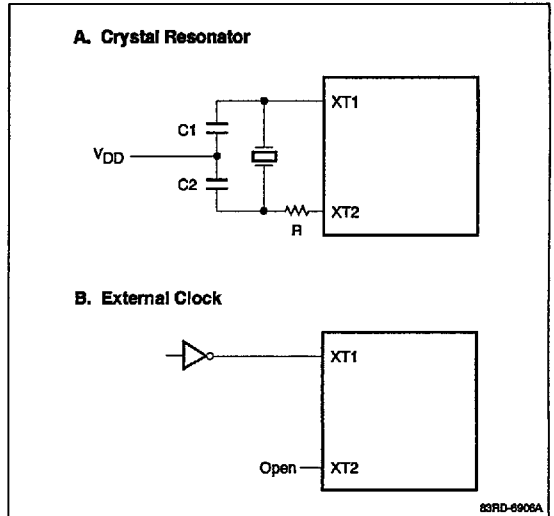 A. Crystal Resonator
XT1
C1
VDD
C2
XT2
R
B. External Clock
XT1
Open
XT2
83RD-6906A